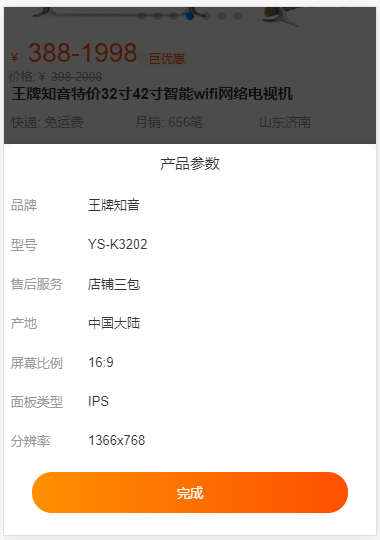 ¥ 388-1998 巨优惠
价格: ¥ 398-2008
王牌知音特价32寸42寸智能wifi网络电视机
快递: 免运费 月销: 656笔 山东济南
产品参数
品牌 王牌知音
型号 YS-K3202
售后服务 店铺三包
产地 中国大陆
屏幕比例 16:9
面板类型 IPS
分辨率 1366x768
完成